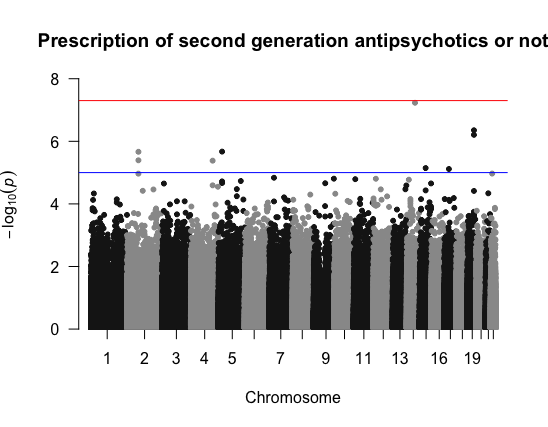 Prescription of second generation antipsychotics or not
8
6
4
2
0
−log10(p)
1 2 3 4 5 7 9 11 13 16 19
Chromosome